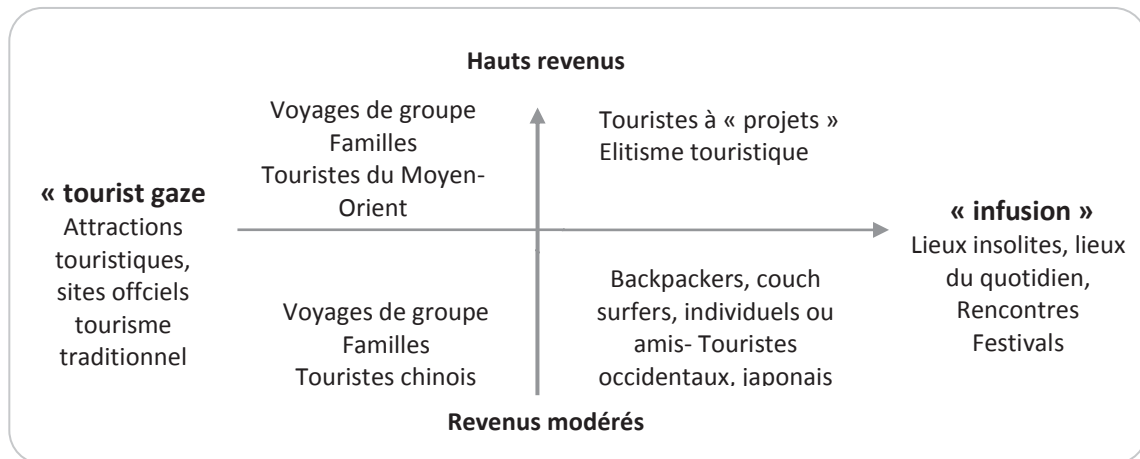 Hauts revenus
Voyages de groupe
Familles
Touristes du Moyen-
Orient
Touristes à « projets »
Elitisme touristique
« tourist gaze
Attractions
touristiques,
sites offciels
tourisme
traditionnel
« infusion »
Lieux insolites, lieux
du quotidien,
Rencontres
Festivals
Voyages de groupe
Familles
Touristes chinois
Backpackers, couch
surfers, individuels ou
amis- Touristes
occidentaux, japonais
Revenus modérés